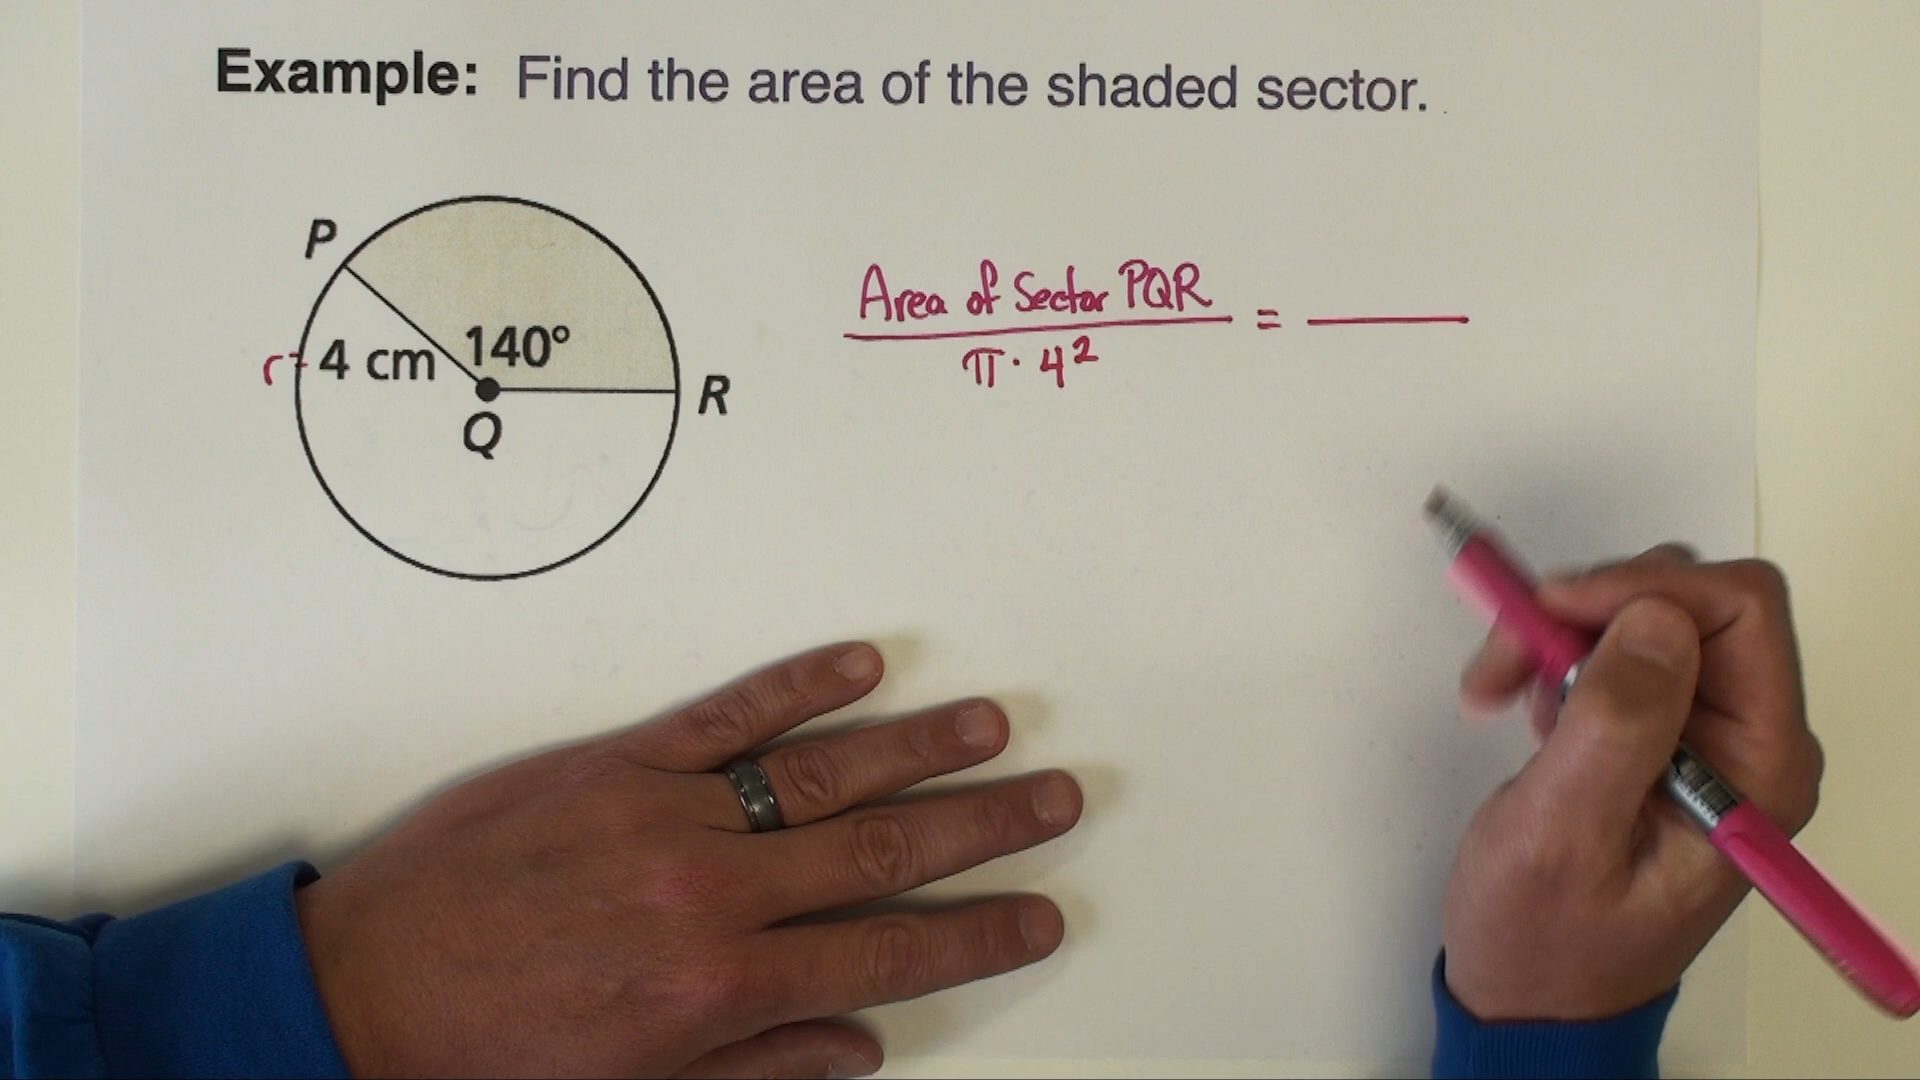 Example: Find the area of the shaded sector.
P
Area of Sector PQR
=
π · 4²
140°
r = 4 cm
R
Q